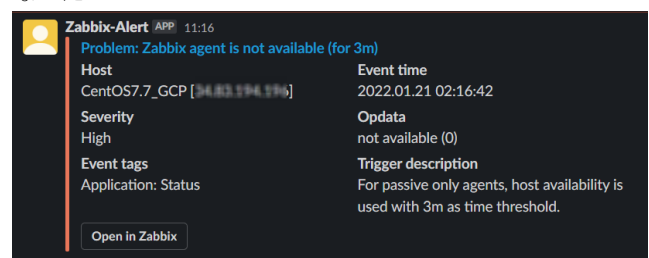 Zabbix-Alert APP 11:16
Problem: Zabbix agent is not available (for 3m)
Host
Event time
CentOS7.7_GCP [ ]
2022.01.21 02:16:42
Severity
Opdata
High
not available (0)
Event tags
Trigger description
Application: Status
For passive only agents, host availability is
used with 3m as time threshold.
Open in Zabbix